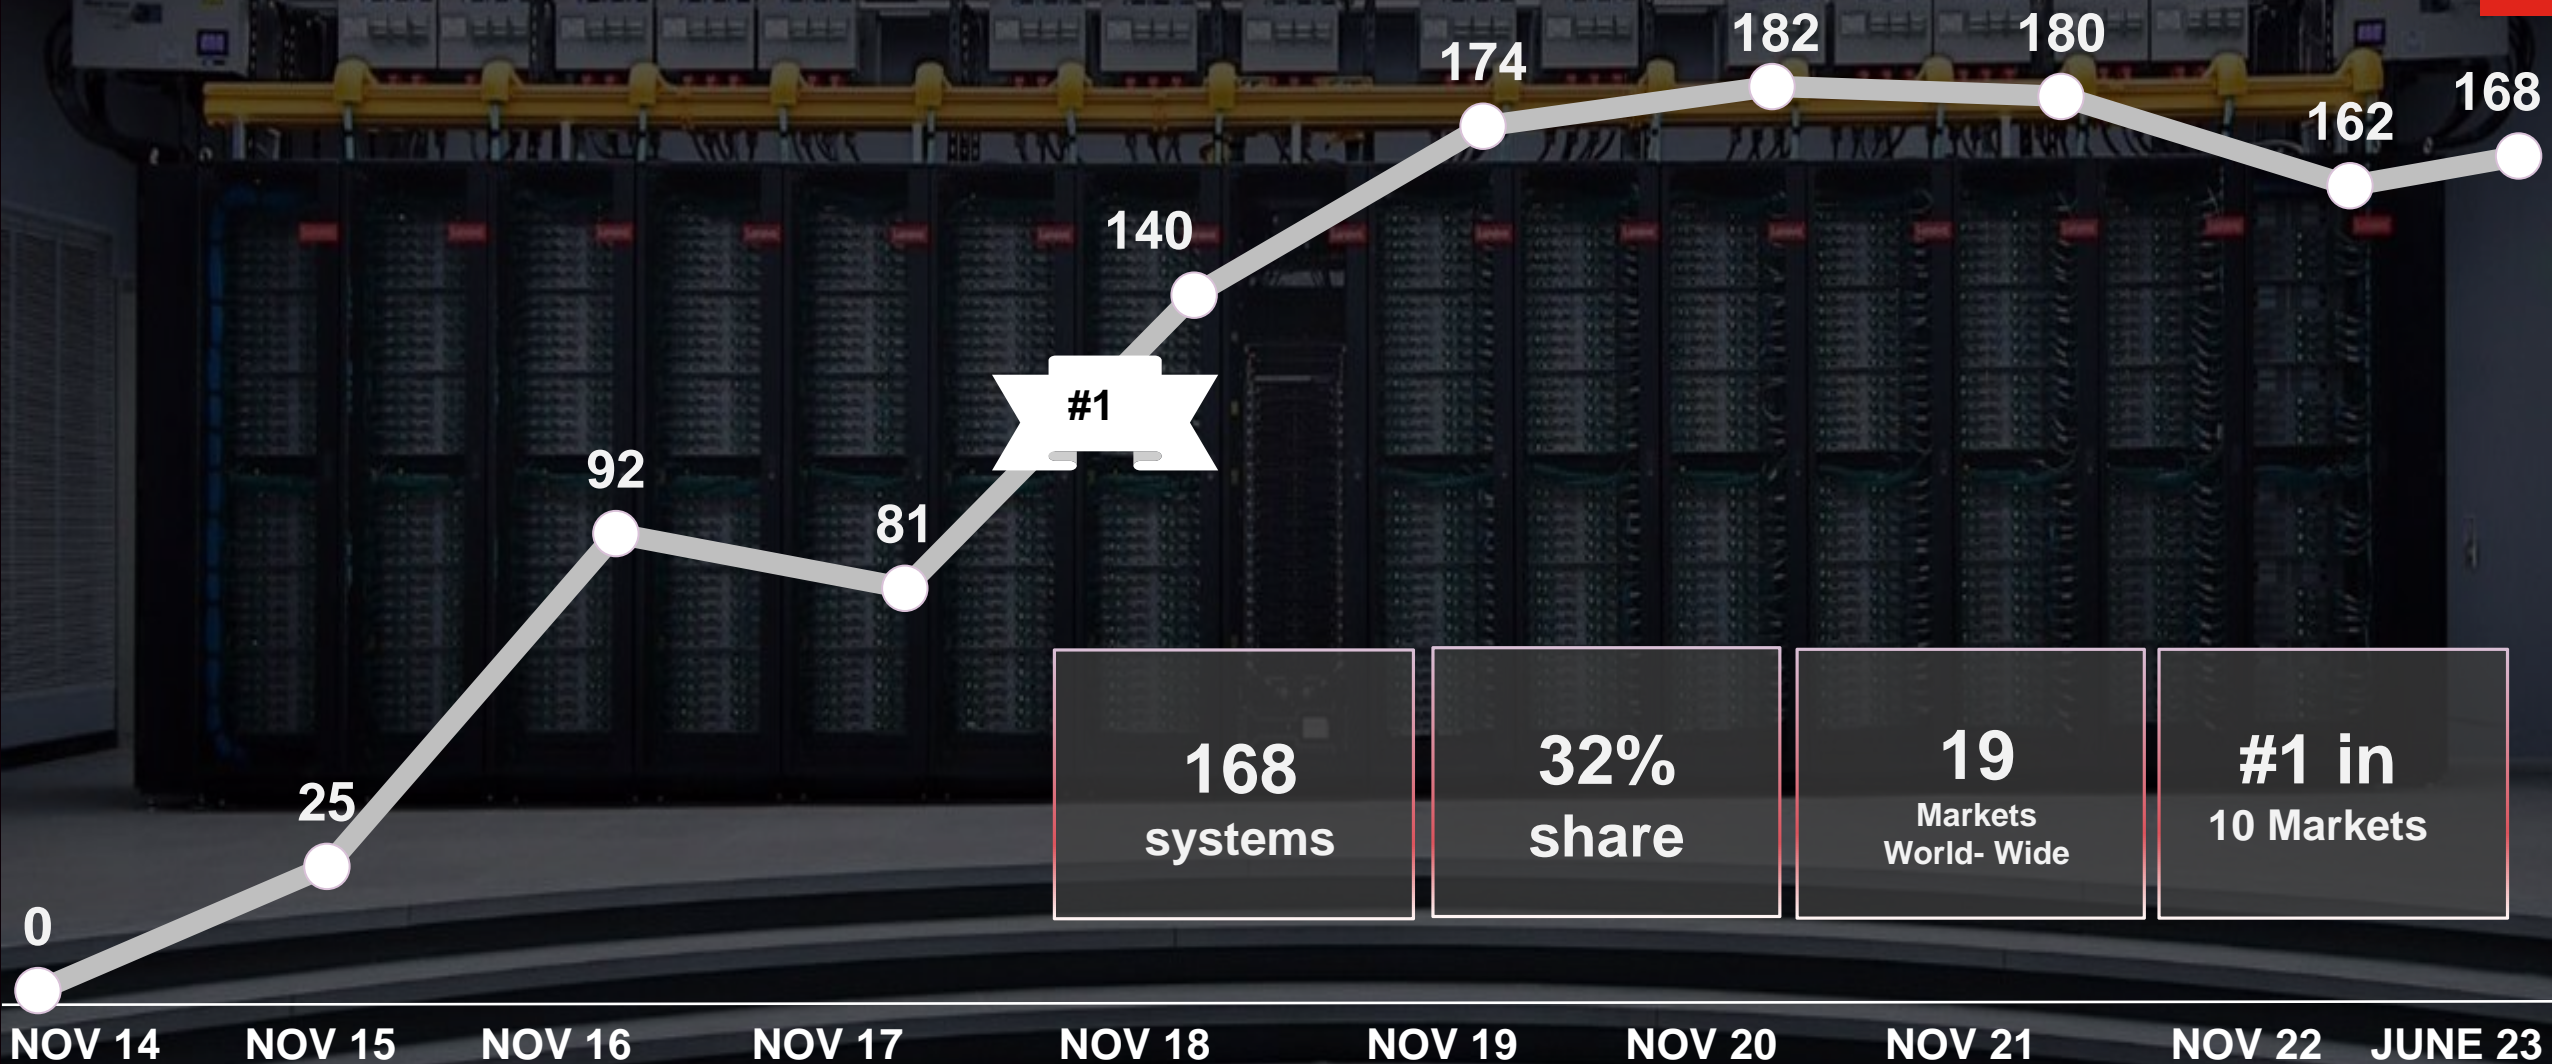 182
180
174
168
162
140
#1
92
81
25
0
168
systems
32%
share
19
Markets
World- Wide
#1 in
10 Markets
NOV 14
NOV 15
NOV 16
NOV 17
NOV 18
NOV 19
NOV 20
NOV 21
NOV 22
JUNE 23